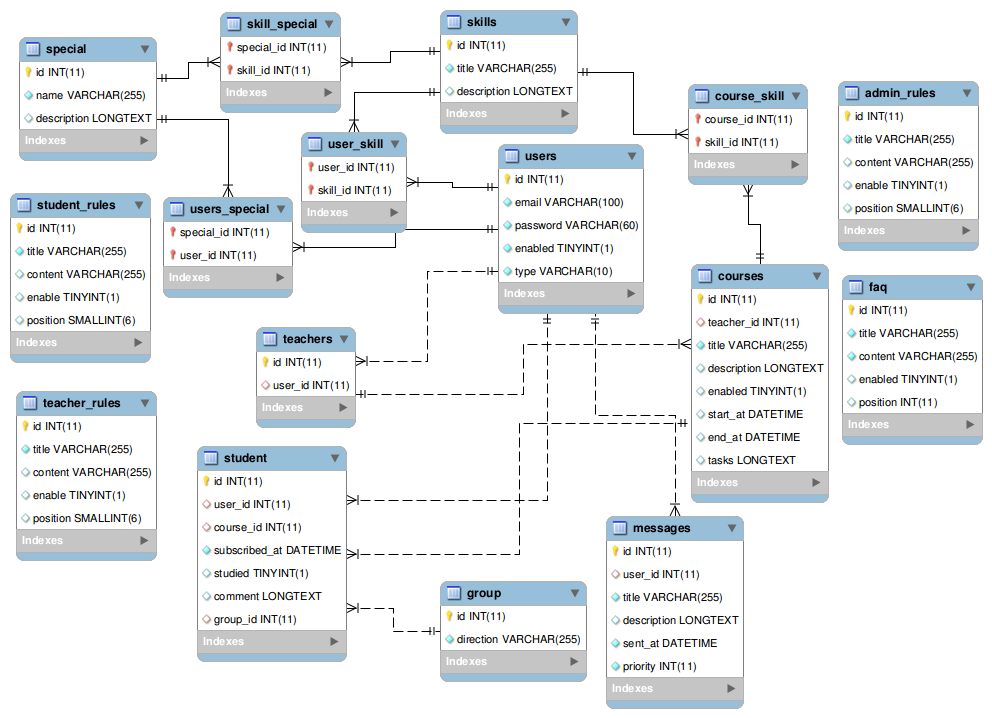 special
id INT(11)
name VARCHAR(255)
description LONGTEXT
Indexes
skill_special
special_id INT(11)
skill_id INT(11)
Indexes
skills
id INT(11)
title VARCHAR(255)
description LONGTEXT
Indexes
course_skill
course_id INT(11)
skill_id INT(11)
Indexes
admin_rules
id INT(11)
title VARCHAR(255)
content VARCHAR(255)
enable TINYINT(1)
position SMALLINT(6)
Indexes
user_skill
user_id INT(11)
skill_id INT(11)
Indexes
users
id INT(11)
email VARCHAR(100)
password VARCHAR(60)
enabled TINYINT(1)
type VARCHAR(10)
Indexes
student_rules
id INT(11)
title VARCHAR(255)
content VARCHAR(255)
enable TINYINT(1)
position SMALLINT(6)
Indexes
users_special
special_id INT(11)
user_id INT(11)
Indexes
courses
id INT(11)
teacher_id INT(11)
title VARCHAR(255)
description LONGTEXT
enabled TINYINT(1)
start_at DATETIME
end_at DATETIME
tasks LONGTEXT
Indexes
faq
id INT(11)
title VARCHAR(255)
content VARCHAR(255)
enabled TINYINT(1)
position INT(11)
Indexes
teachers
id INT(11)
user_id INT(11)
Indexes
teacher_rules
id INT(11)
title VARCHAR(255)
content VARCHAR(255)
enable TINYINT(1)
position SMALLINT(6)
Indexes
student
id INT(11)
user_id INT(11)
course_id INT(11)
subscribed_at DATETIME
studied TINYINT(1)
comment LONGTEXT
group_id INT(11)
Indexes
group
id INT(11)
direction VARCHAR(255)
Indexes
messages
id INT(11)
user_id INT(11)
title VARCHAR(255)
description LONGTEXT
sent_at DATETIME
priority INT(11)
Indexes